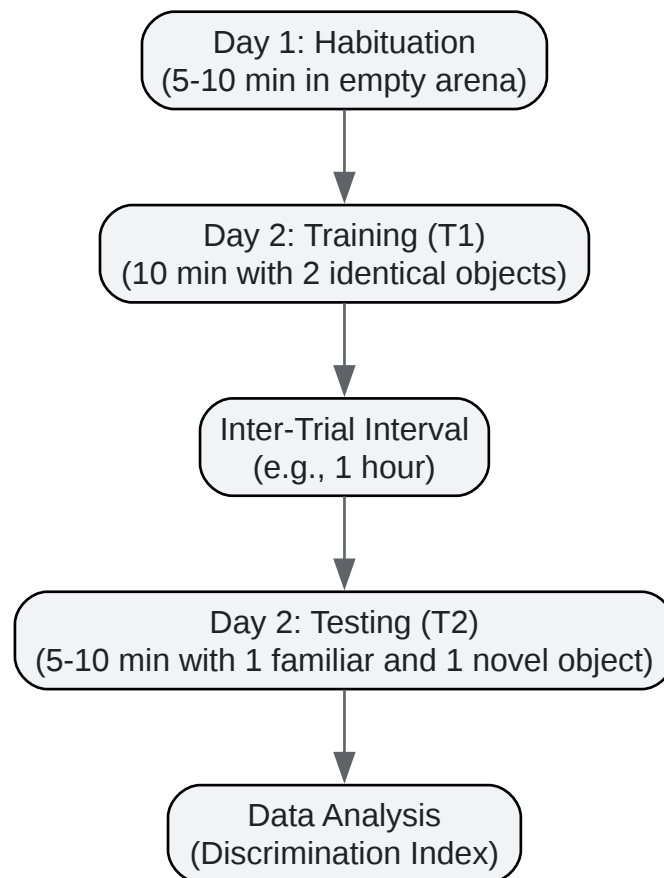 Day 1: Habituation
(5-10 min in empty arena)
Day 2: Training (T1)
(10 min with 2 identical objects)
Inter-Trial Interval
(e.g., 1 hour)
Day 2: Testing (T2)
(5-10 min with 1 familiar and 1 novel object)
Data Analysis
(Discrimination Index)